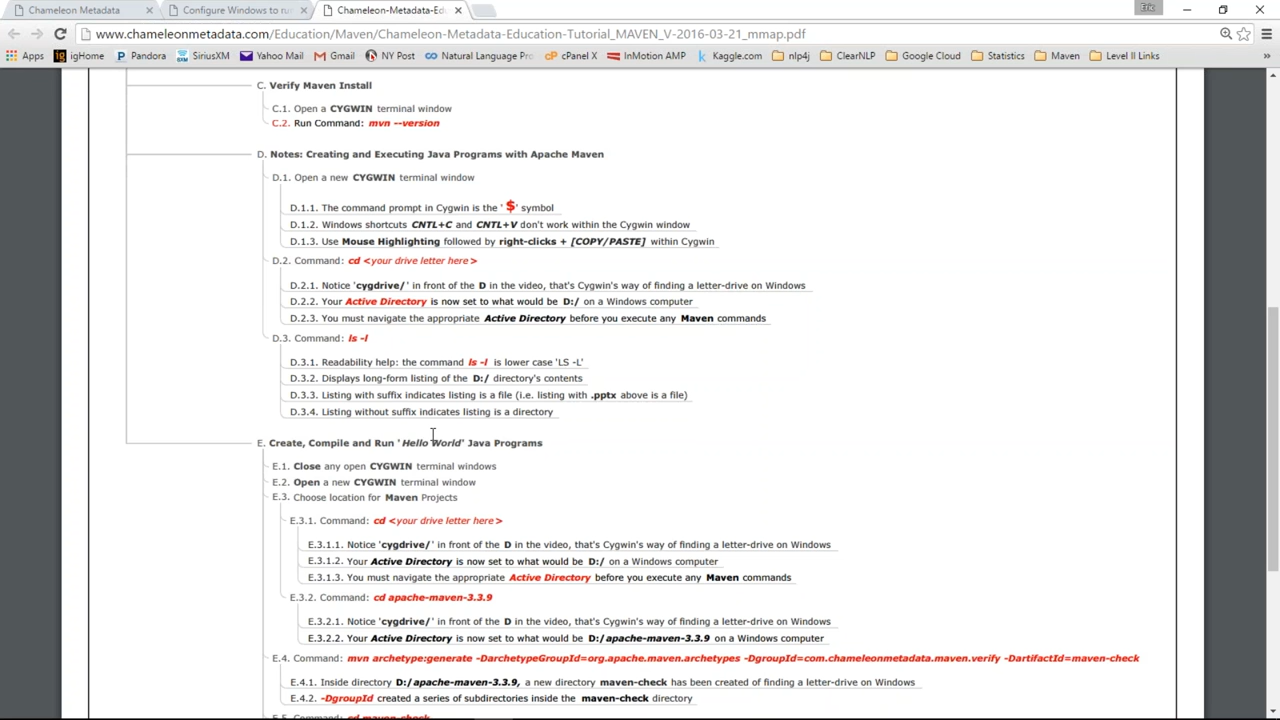 Chameleon Metadata
Configure Windows to run
Chameleon-Metadata-Edu
Eric
www.chameleonmetadata.com/Education/Maven/Chameleon-Metadata-Education-Tutorial_MAVEN_V-2016-03-21_mmap.pdf
Apps igHome Pandora SiriusXM Yahoo Mail Gmail NY Post Natural Language Pro cPanel X InMotion AMP Kaggle.com nlp4j ClearNLP Google Cloud Statistics Maven Level II Links »
C. Verify Maven Install
C.1. Open a CYGWIN terminal window
C.2. Run Command: mvn --version
D. Notes: Creating and Executing Java Programs with Apache Maven
D.1. Open a new CYGWIN terminal window
D.1.1. The command prompt in Cygwin is the '$' symbol
D.1.2. Windows shortcuts CNTL+C and CNTL+V don't work within the Cygwin window
D.1.3. Use Mouse Highlighting followed by right-clicks + [COPY/PASTE] within Cygwin
D.2. Command: cd <your drive letter here>
D.2.1. Notice 'cygdrive/' in front of the D in the video, that's Cygwin's way of finding a letter-drive on Windows
D.2.2. Your Active Directory is now set to what would be D:/ on a Windows computer
D.2.3. You must navigate the appropriate Active Directory before you execute any Maven commands
D.3. Command: ls -l
D.3.1. Readability help: the command ls -l is lower case 'LS -L'
D.3.2. Displays long-form listing of the D:/ directory's contents
D.3.3. Listing with suffix indicates listing is a file (i.e. listing with .pptx above is a file)
D.3.4. Listing without suffix indicates listing is a directory
E. Create, Compile and Run 'Hello World' Java Programs
E.1. Close any open CYGWIN terminal windows
E.2. Open a new CYGWIN terminal window
E.3. Choose location for Maven Projects
E.3.1. Command: cd <your drive letter here>
E.3.1.1. Notice 'cygdrive/' in front of the D in the video, that's Cygwin's way of finding a letter-drive on Windows
E.3.1.2. Your Active Directory is now set to what would be D:/ on a Windows computer
E.3.1.3. You must navigate the appropriate Active Directory before you execute any Maven commands
E.3.2. Command: cd apache-maven-3.3.9
E.3.2.1. Notice 'cygdrive/' in front of the D in the video, that's Cygwin's way of finding a letter-drive on Windows
E.3.2.2. Your Active Directory is now set to what would be D:/apache-maven-3.3.9 on a Windows computer
E.4. Command: mvn archetype:generate -DarchetypeGroupId=org.apache.maven.archetypes -DgroupId=com.chameleonmetadata.maven.verify -DartifactId=maven-check
E.4.1. Inside directory D:/apache-maven-3.3.9, a new directory maven-check has been created of finding a letter-drive on Windows
E.4.2. -DgroupId created a series of subdirectories inside the maven-check directory
E.5. Command: cd maven-check